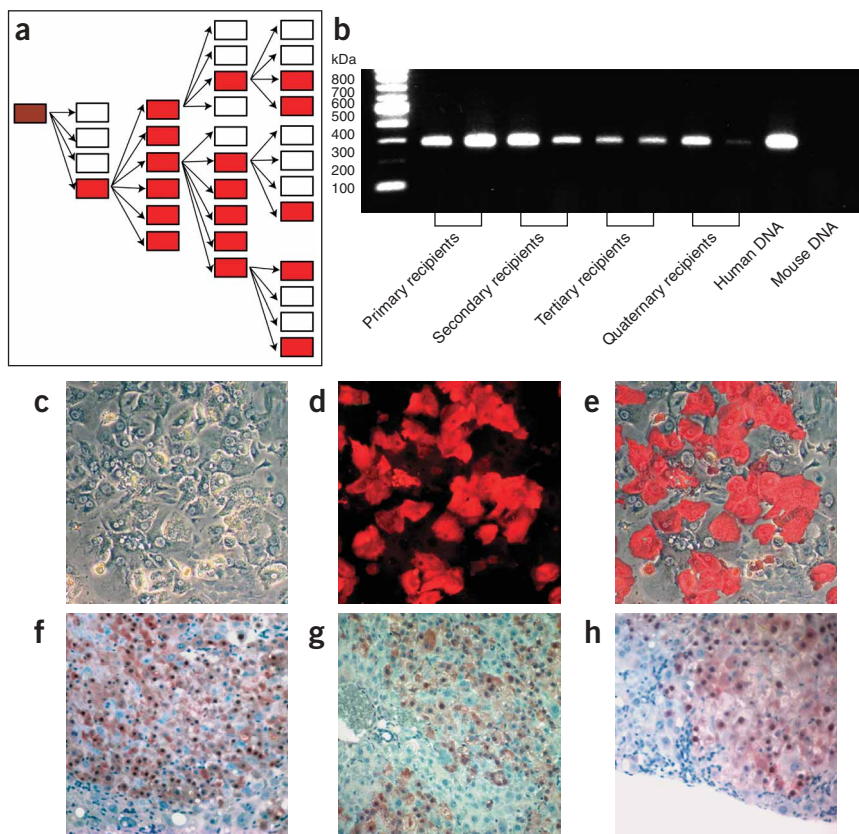 a
b
kDa
800
700
600
500
400
300
200
100
Primary recipients
Secondary recipients
Tertiary recipients
Quaternary recipients
Human DNA
Mouse DNA
c
d
e
f
g
h